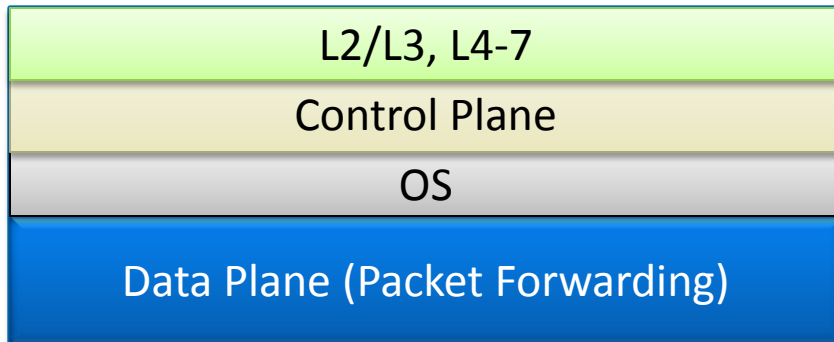 L2/L3, L4-7
Control Plane
OS
Data Plane (Packet Forwarding)